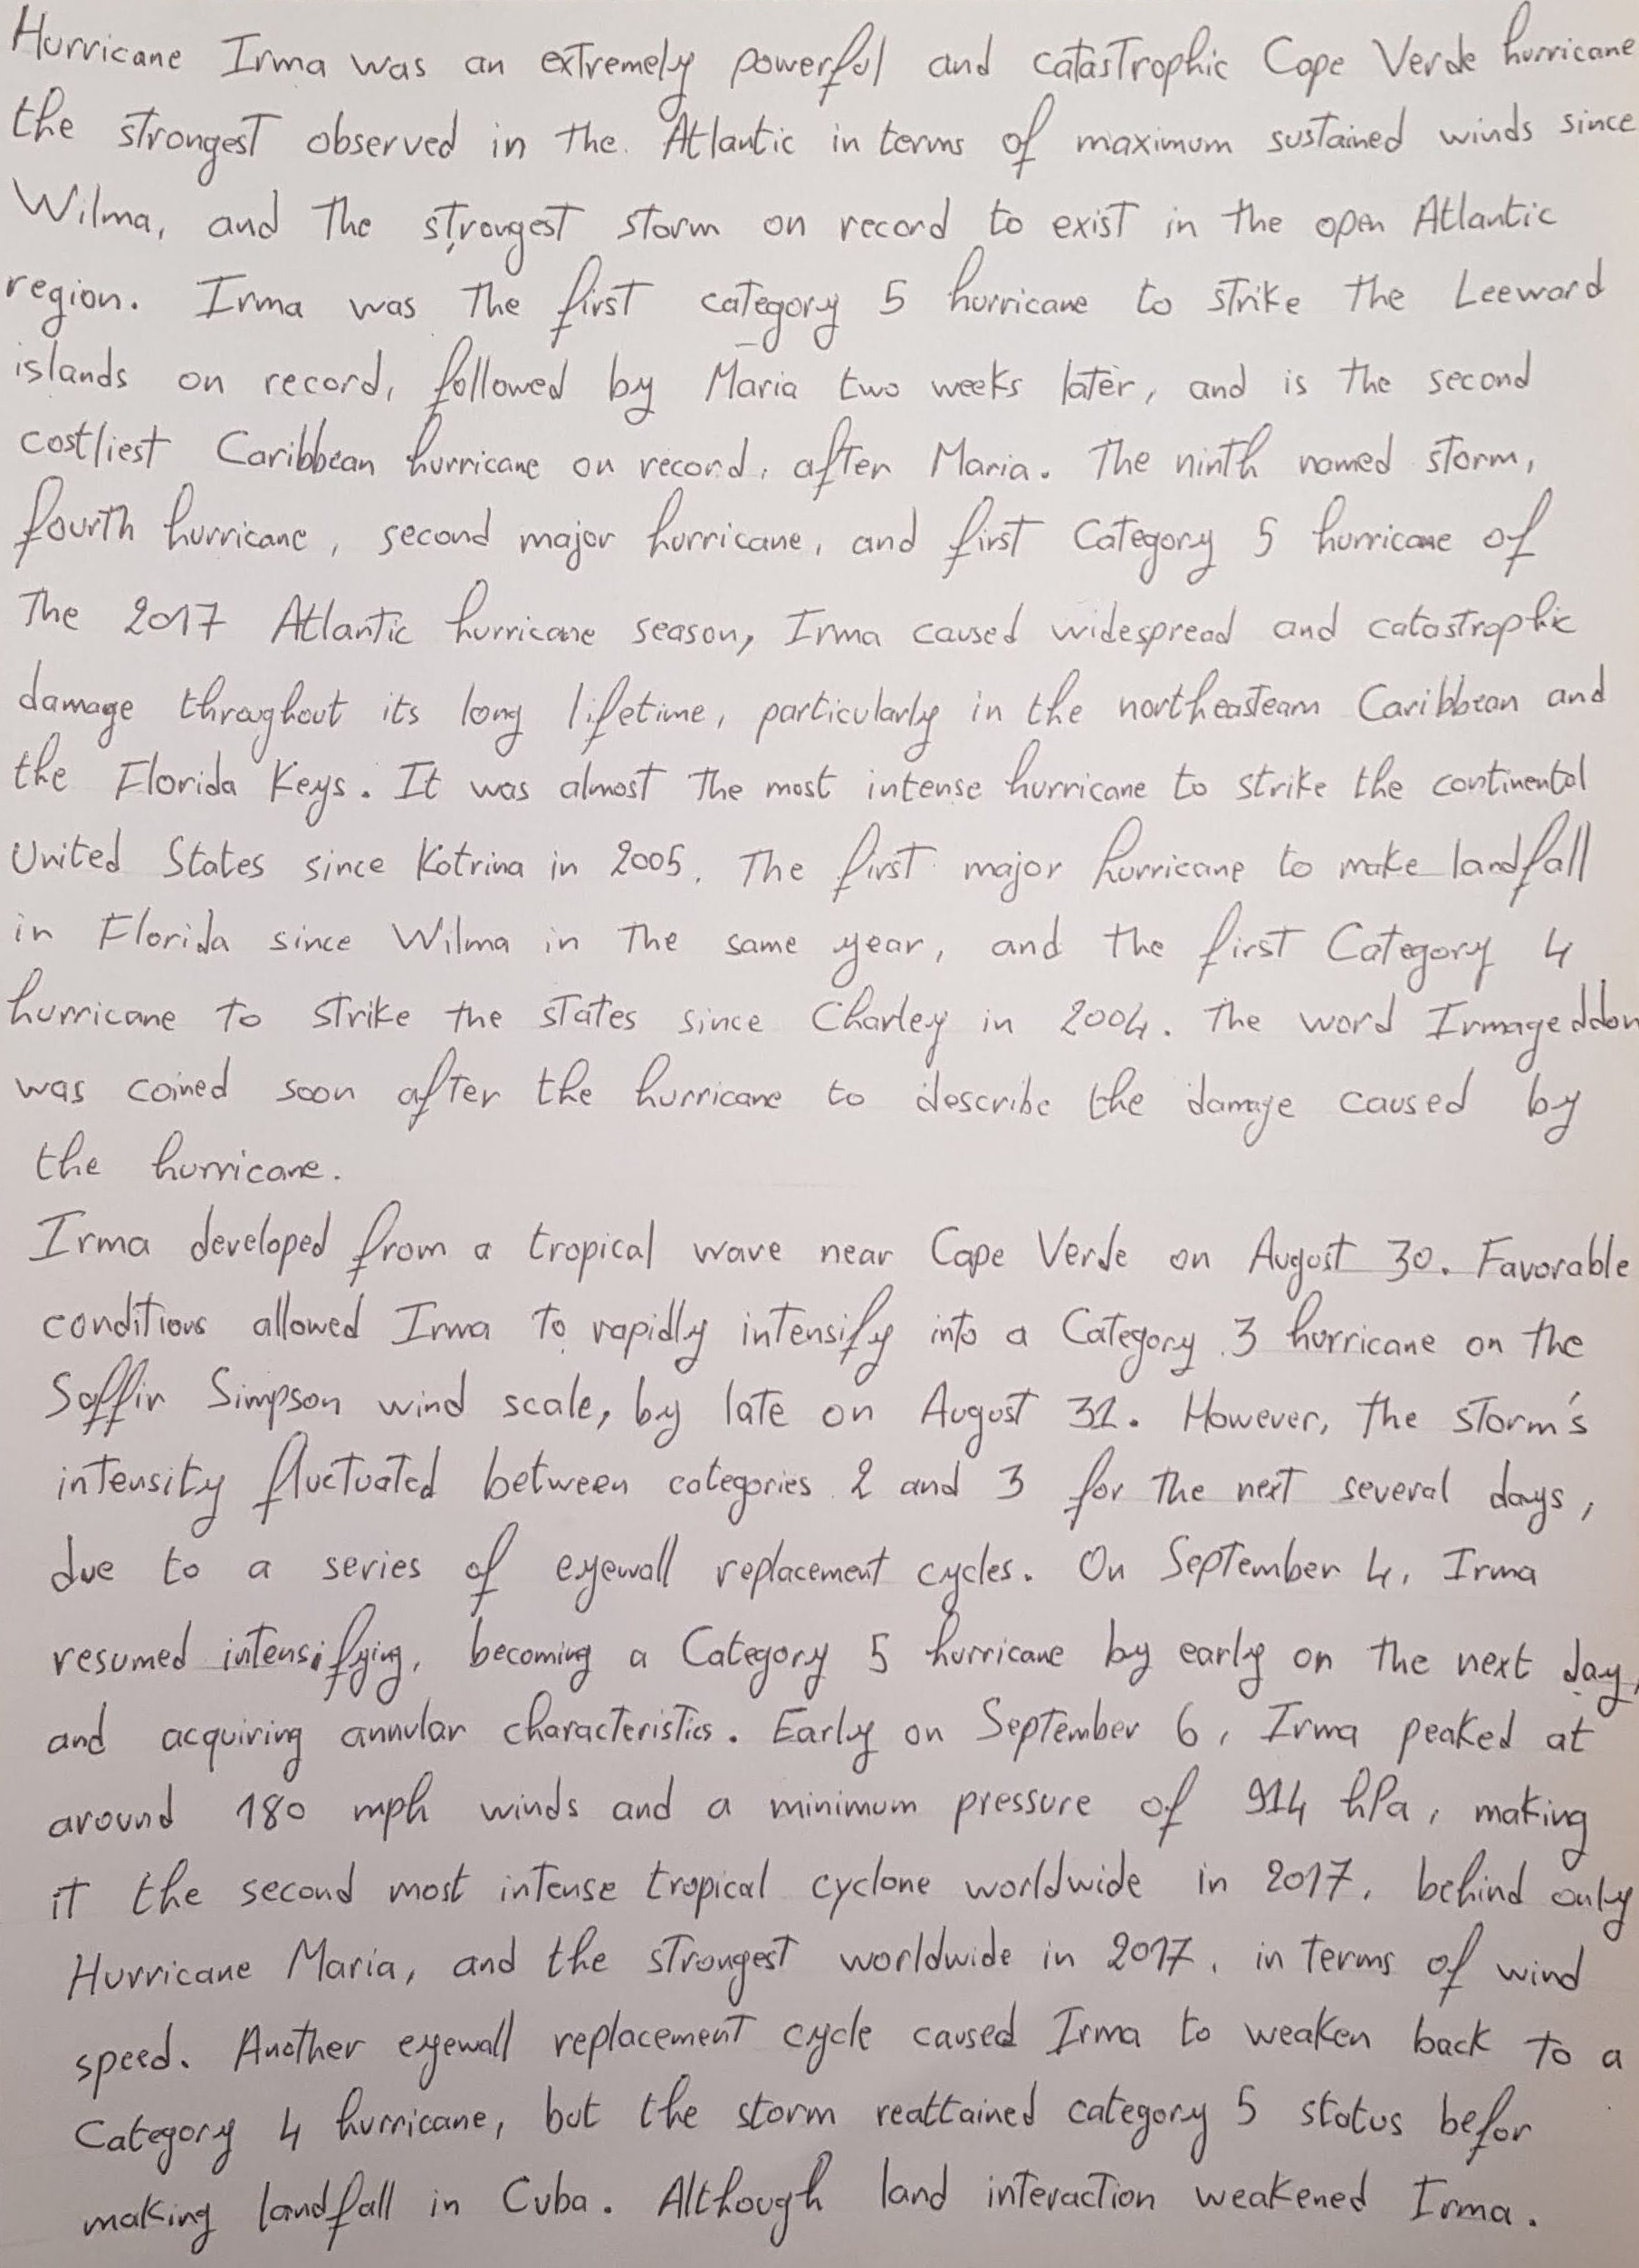 Hurricane Irma was an extremely powerful and catastrophic Cape Verde hurricane
the strongest observed in the. Atlantic in terms of maximum sustained winds since
Wilma, and the strongest storm on record to exist in the open Atlantic
region. Irma was the first category 5 hurricane to strike the Leeward
islands on record, followed by Maria two weeks later, and is the second
costliest Caribbean hurricane on record, after Maria. The ninth named storm,
fourth hurricane, second major hurricane, and first Category 5 hurricane of
The 2017 Atlantic hurricane season, Irma caused widespread and catastrophic
damage throughout its long lifetime, particularly in the northeasteam Caribbean and
the Florida Keys. It was almost the most intense hurricane to strike the continental
United States since Katrina in 2005. The first major hurricane to make landfall
in Florida since Wilma in the same year, and the first Category 4
hurricane to strike the states since Charley in 2004. The word Irmageddon
was coined soon after the hurricane to describe the damage caused by
the hurricane.
Irma developed from a tropical wave near Cape Verde on August 30. Favorable
conditions allowed Irma to rapidly intensify into a Category 3 hurricane on the
Saffir Simpson wind scale, by late on August 31. However, the storm's
intensity fluctuated between categories 2 and 3 for the next several days,
due to a series of eyewall replacement cycles. On September 4, Irma
resumed intensifying, becoming a Category 5 hurricane by early on the next day,
and acquiring annular characteristics. Early on September 6, Irma peaked at
around 180 mph winds and a minimum pressure of 914 hPa, making
it the second most intense tropical cyclone worldwide in 2017, behind only
Hurricane Maria, and the strongest worldwide in 2017, in terms of wind
speed. Another eyewall replacement cycle caused Irma to weaken back to a
Category 4 hurricane, but the storm reattained category 5 status befor
making landfall in Cuba. Although land interaction weakened Irma.